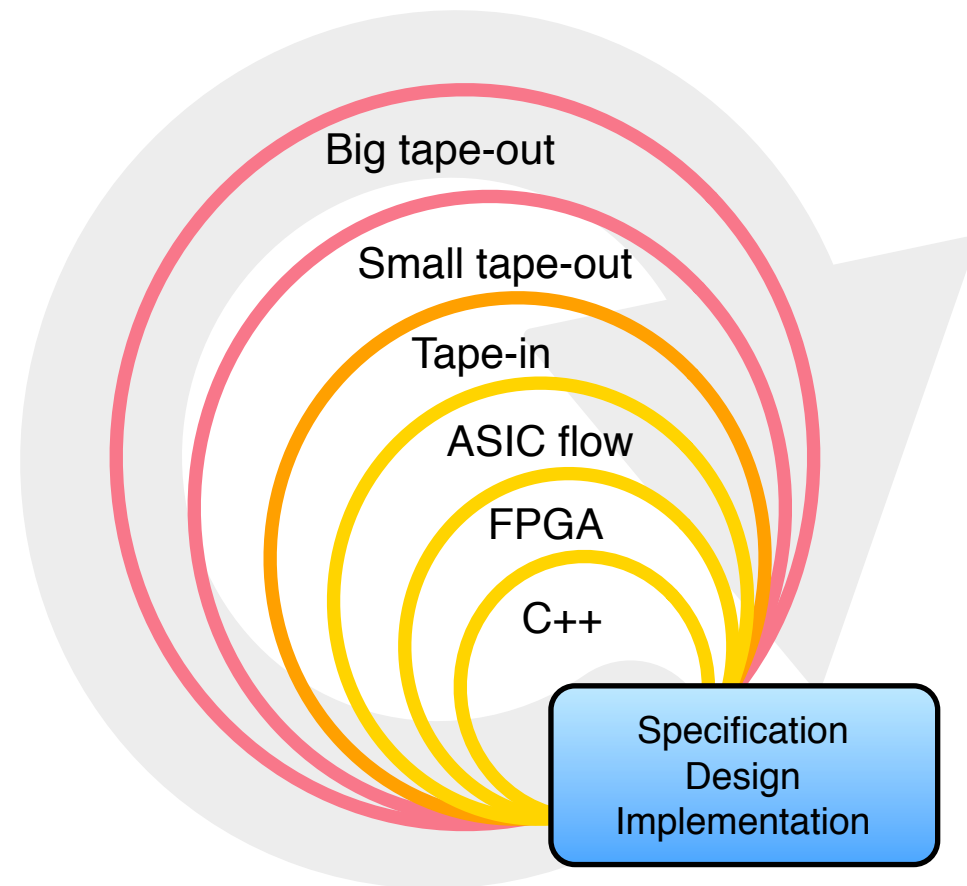 Big tape-out
Small tape-out
Tape-in
ASIC flow
FPGA
C++
Specification
Design
Implementation